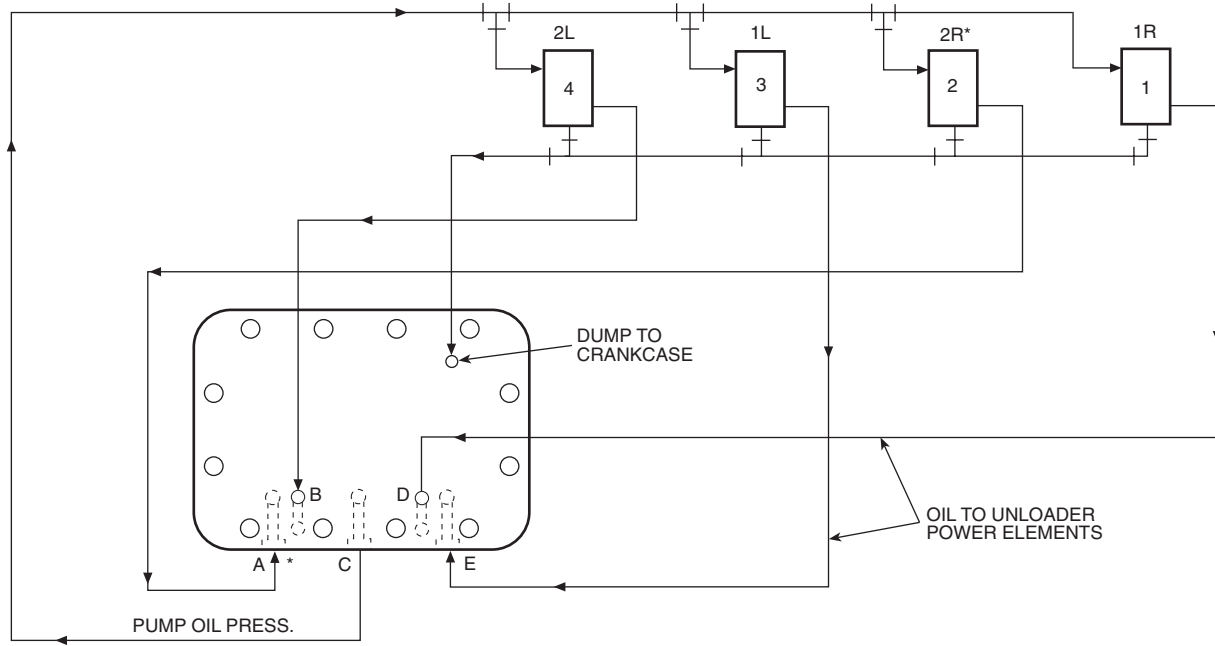 2L
1L
2R*
1R
4
3
2
1
DUMP TO
CRANKCASE
B
D
OIL TO UNLOADER
POWER ELEMENTS
A *
C
E
PUMP OIL PRESS.